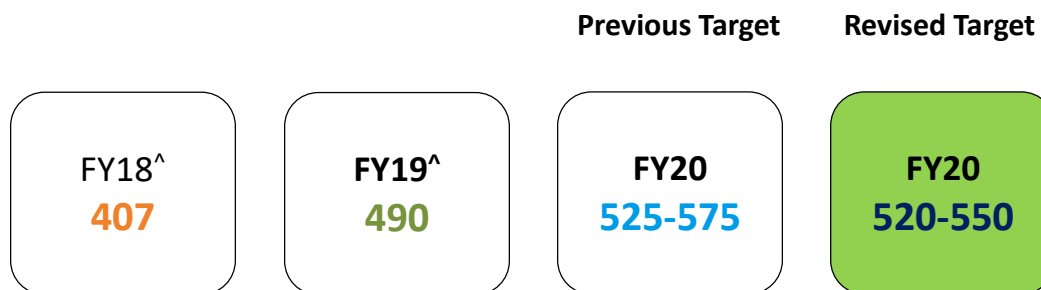 Previous Target
Revised Target
FY18^
407
FY19^
490
FY20
525-575
FY20
520-550